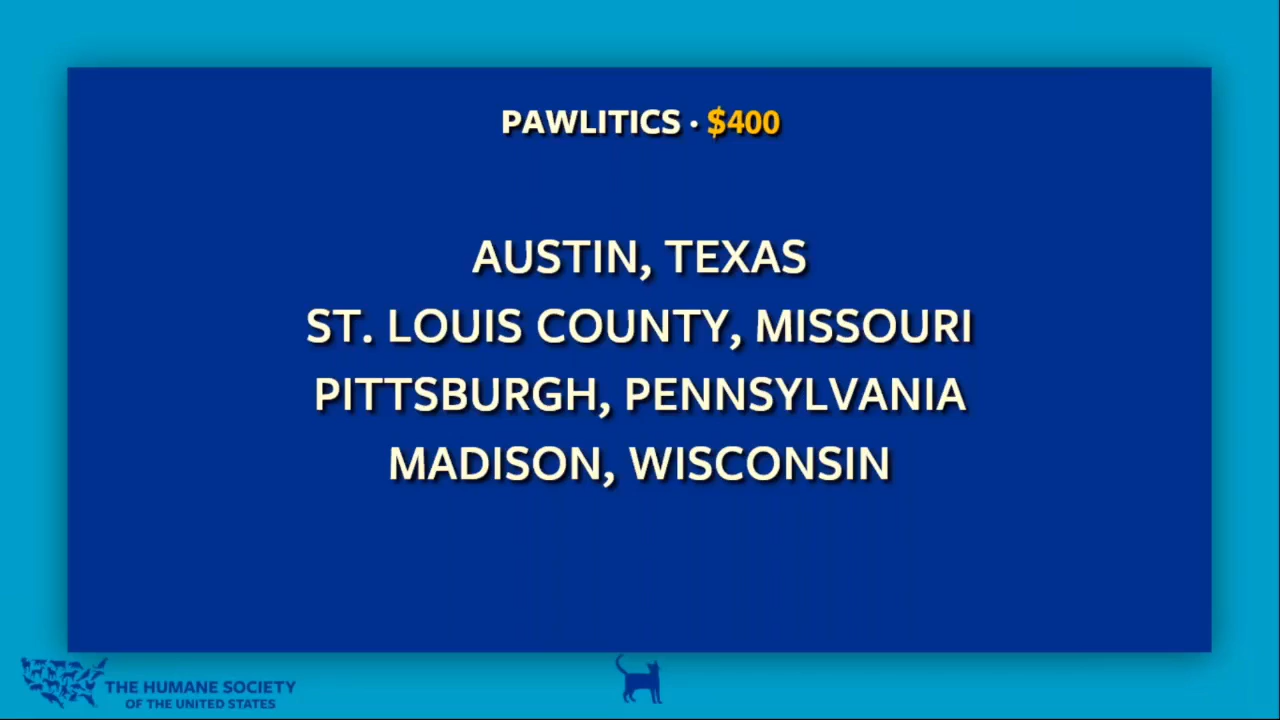 PAWLITICS · $400
AUSTIN, TEXAS
ST. LOUIS COUNTY, MISSOURI
PITTSBURGH, PENNSYLVANIA
MADISON, WISCONSIN
THE HUMANE SOCIETY
OF THE UNITED STATES